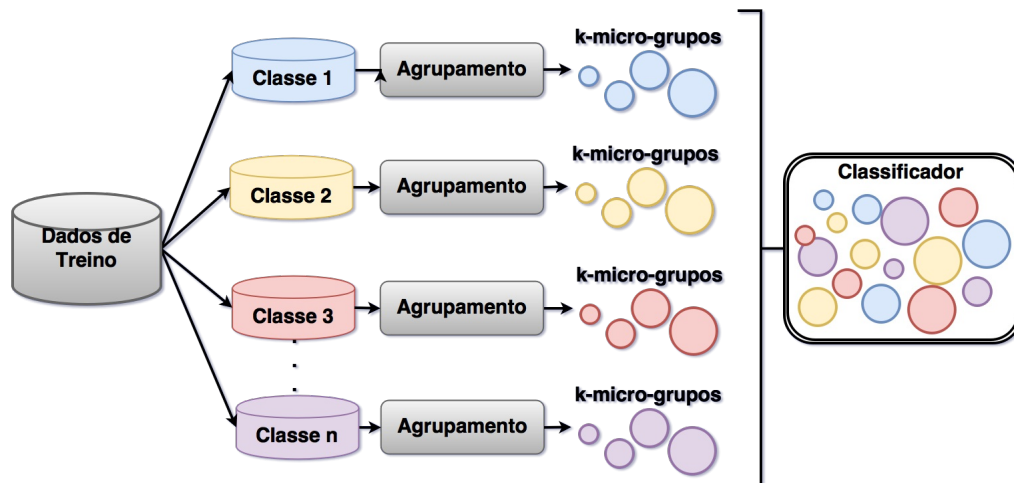 k-micro-grupos
Classe 1
Agrupamento
k-micro-grupos
Classe 2
Agrupamento
Classificador
Dados de
Treino
k-micro-grupos
Classe 3
Agrupamento
k-micro-grupos
Classe n
Agrupamento